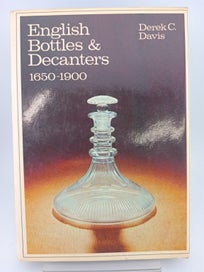 English
Bottles &
Decanters
1650-1900
Derek C.
Davis